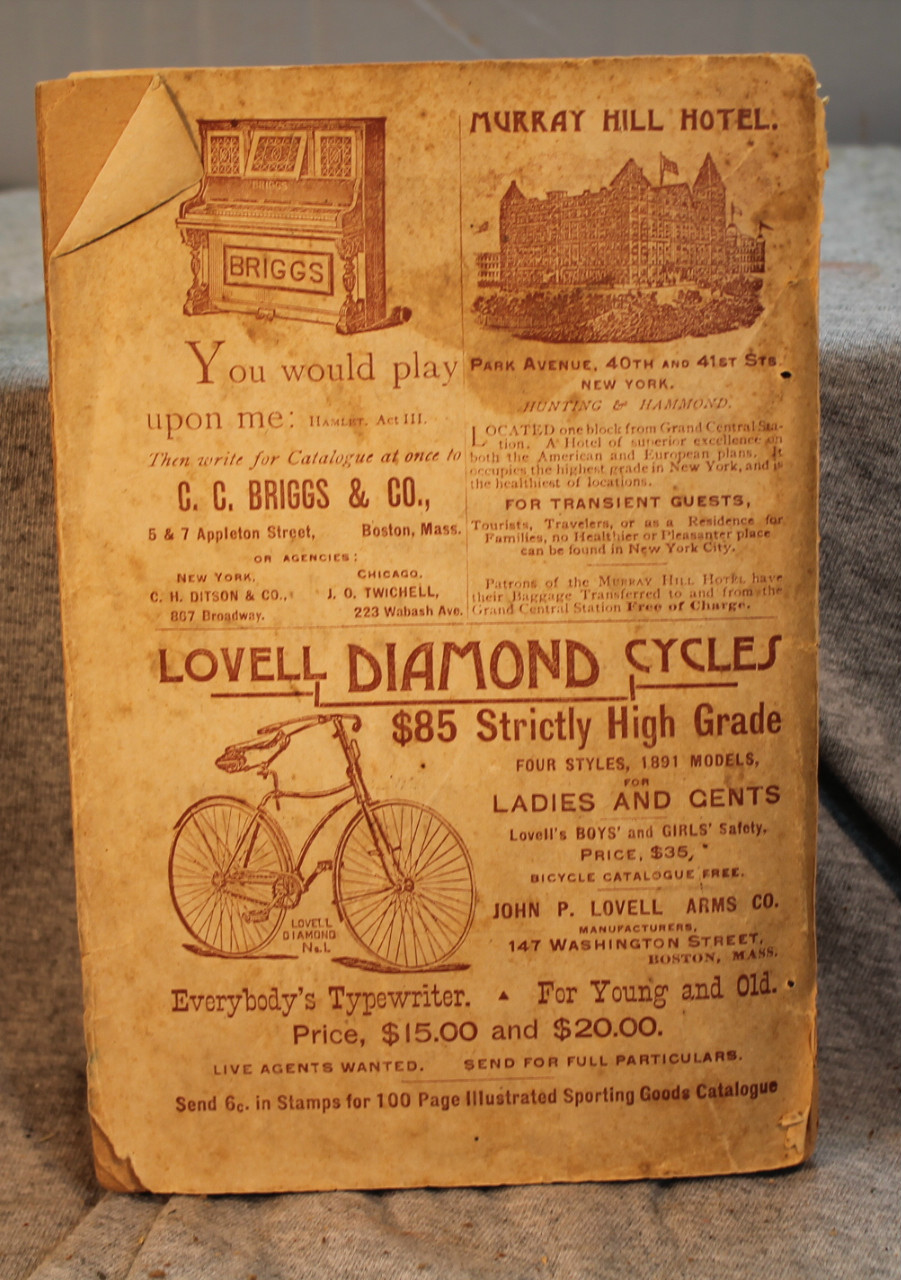 BRIGGS
BRIGGS
You would play
upon me: HAMLET. Act III.
Then write for Catalogue at once to
C. C. BRIGGS & CO.,
5 & 7 Appleton Street, Boston, Mass.
OR AGENCIES:
NEW YORK, CHICAGO,
C. H. DITSON & CO., J. O. TWICHELL,
867 Broadway. 223 Wabash Ave.
MURRAY HILL HOTEL.
PARK AVENUE, 40TH AND 41ST STS.
NEW YORK.
HUNTING & HAMMOND.
LOCATED one block from Grand Central Sta-
tion. A Hotel of superior excellence on
both the American and European plans. It
occupies the highest grade in New York, and is
the healthiest of locations.
FOR TRANSIENT GUESTS,
Tourists, Travelers, or as a Residence for
Families, no Healthier or Pleasanter place
can be found in New York City.
Patrons of the MURRAY HILL HOTEL have
their Baggage Transferred to and from the
Grand Central Station Free of Charge.
LOVELL DIAMOND CYCLES
$85 Strictly High Grade
FOUR STYLES, 1891 MODELS,
FOR
LADIES AND GENTS
Lovell's BOYS' and GIRLS' Safety.
PRICE, $35,
BICYCLE CATALOGUE FREE.
JOHN P. LOVELL ARMS CO.
MANUFACTURERS,
147 WASHINGTON STREET,
BOSTON, MASS.
LOVELL
DIAMOND
No.1.
Everybody's Typewriter. ▲ For Young and Old.
Price, $15.00 and $20.00.
LIVE AGENTS WANTED. SEND FOR FULL PARTICULARS.
Send 6c. in Stamps for 100 Page Illustrated Sporting Goods Catalogue